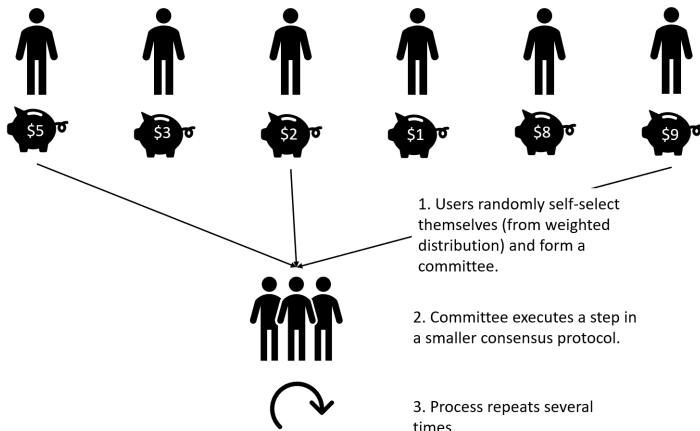 $5 $3 $2 $1 $8 $9
1. Users randomly self-select
themselves (from weighted
distribution) and form a
committee.
2. Committee executes a step in
a smaller consensus protocol.
3. Process repeats several
times